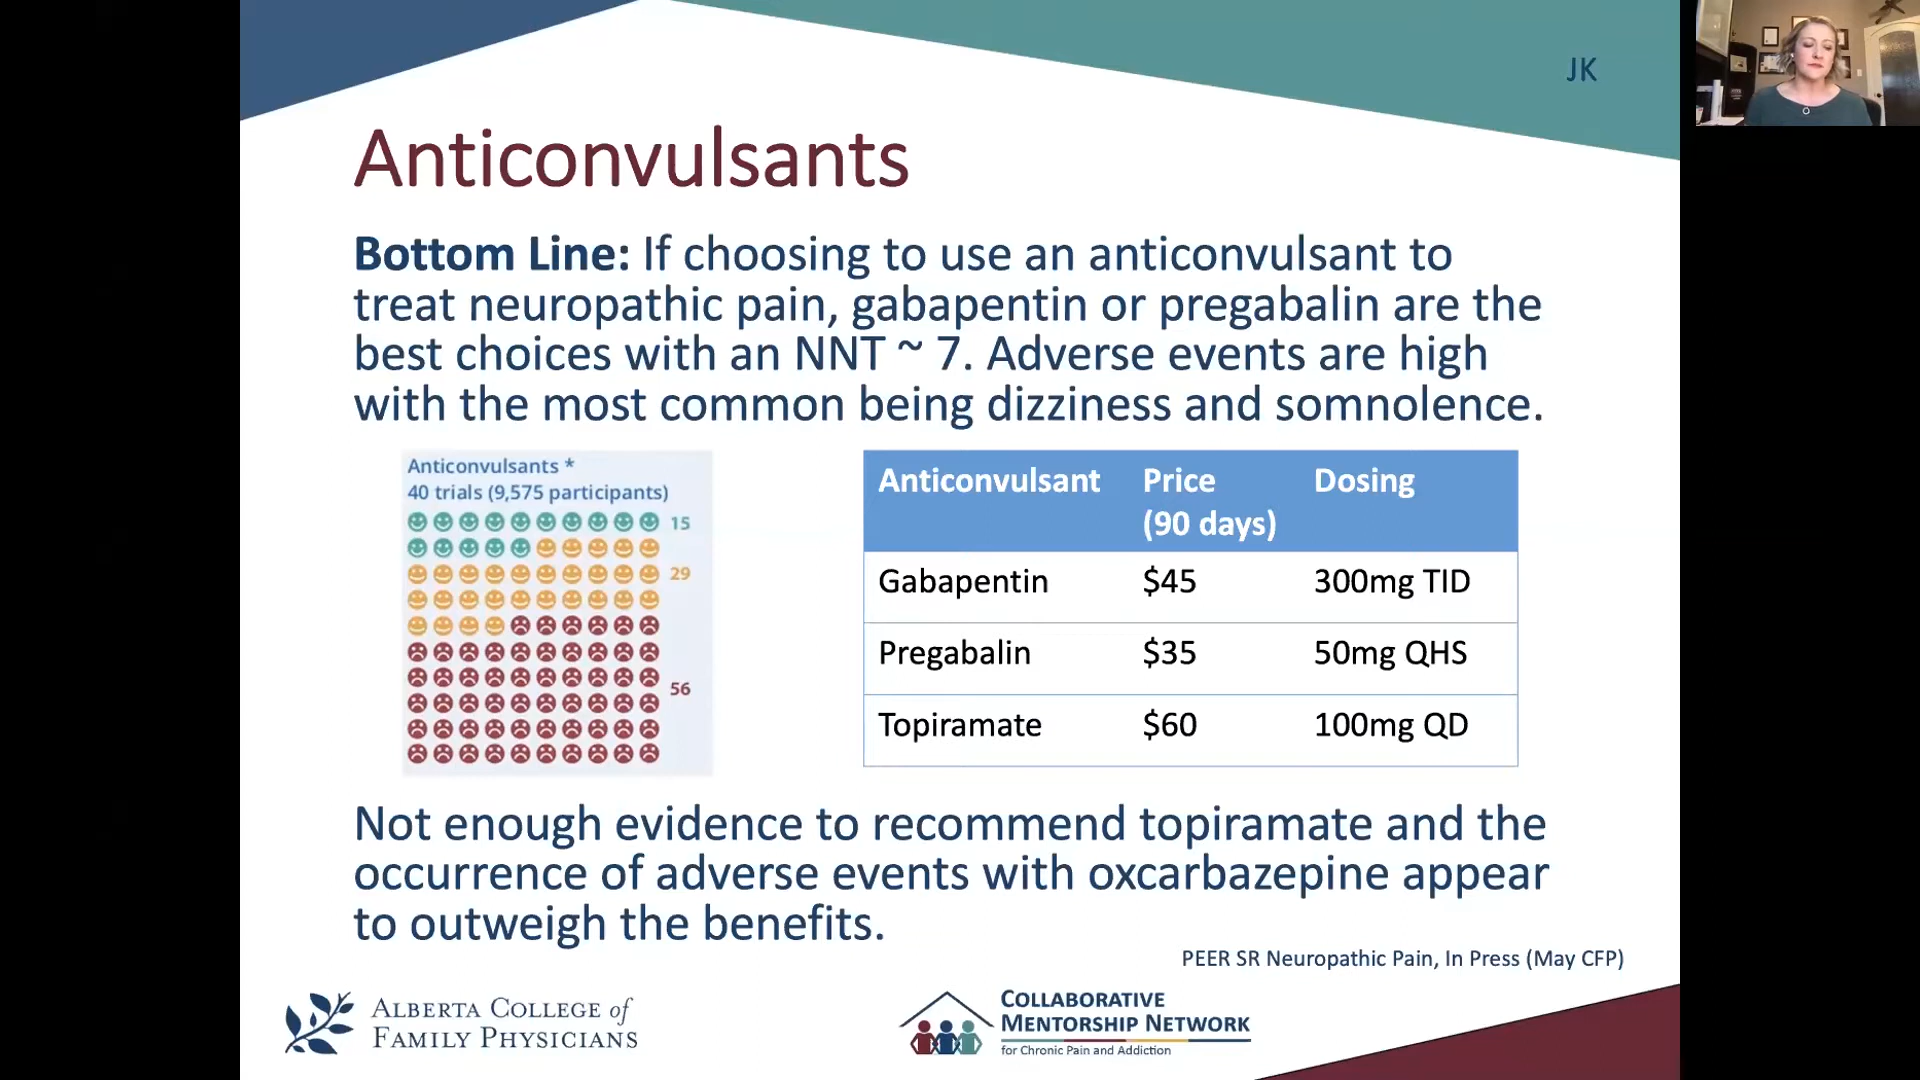 JK
Anticonvulsants
Bottom Line: If choosing to use an anticonvulsant to
treat neuropathic pain, gabapentin or pregabalin are the
best choices with an NNT ~ 7. Adverse events are high
with the most common being dizziness and somnolence.
Anticonvulsants *
40 trials (9,575 participants)
15
29
56
Anticonvulsant Price (90 days) Dosing
Gabapentin $45 300mg TID
Pregabalin $35 50mg QHS
Topiramate $60 100mg QD
Not enough evidence to recommend topiramate and the
occurrence of adverse events with oxcarbazepine appear
to outweigh the benefits.
PEER SR Neuropathic Pain, In Press (May CFP)
ALBERTA COLLEGE of
FAMILY PHYSICIANS
COLLABORATIVE
MENTORSHIP NETWORK
for Chronic Pain and Addiction